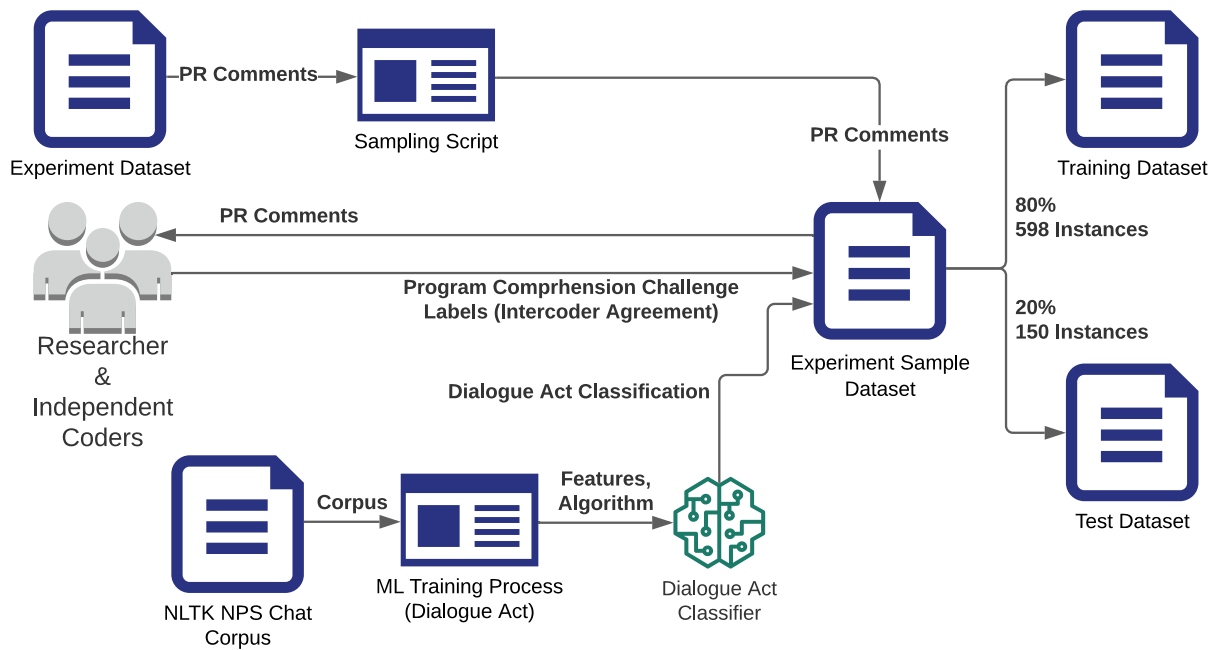 PR Comments
Sampling Script
Experiment Dataset
PR Comments
Training Dataset
PR Comments
80%
598 Instances
Program Comprhension Challenge
Labels (Intercoder Agreement)
20%
150 Instances
Researcher
&
Independent
Coders
Experiment Sample
Dataset
Dialogue Act Classification
Corpus
Features,
Algorithm
Test Dataset
ML Training Process
(Dialogue Act)
Dialogue Act
Classifier
NLTK NPS Chat
Corpus